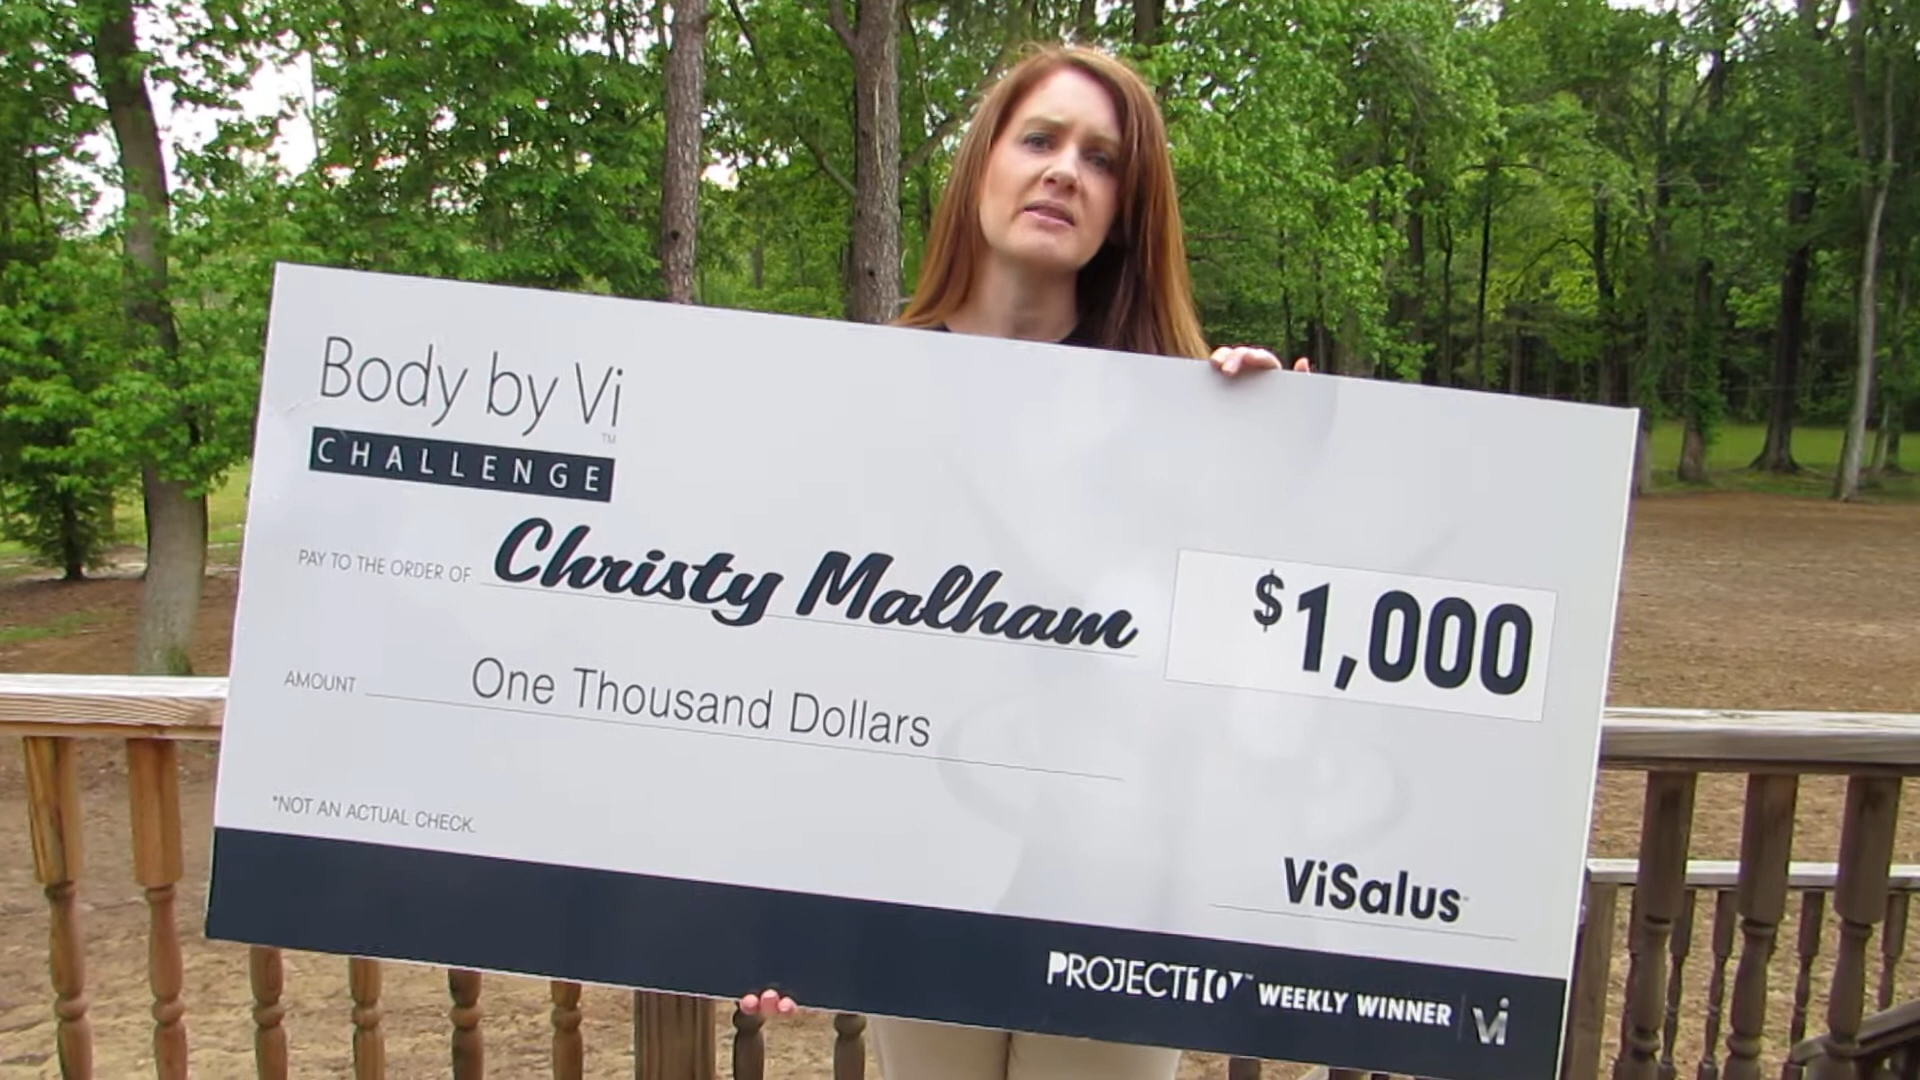 Body by Vi
TM
CHALLENGE
PAY TO THE ORDER OF Christy Malham $1,000
AMOUNT One Thousand Dollars
*NOT AN ACTUAL CHECK.
ViSalus
PROJECT10™ WEEKLY WINNER | Vi